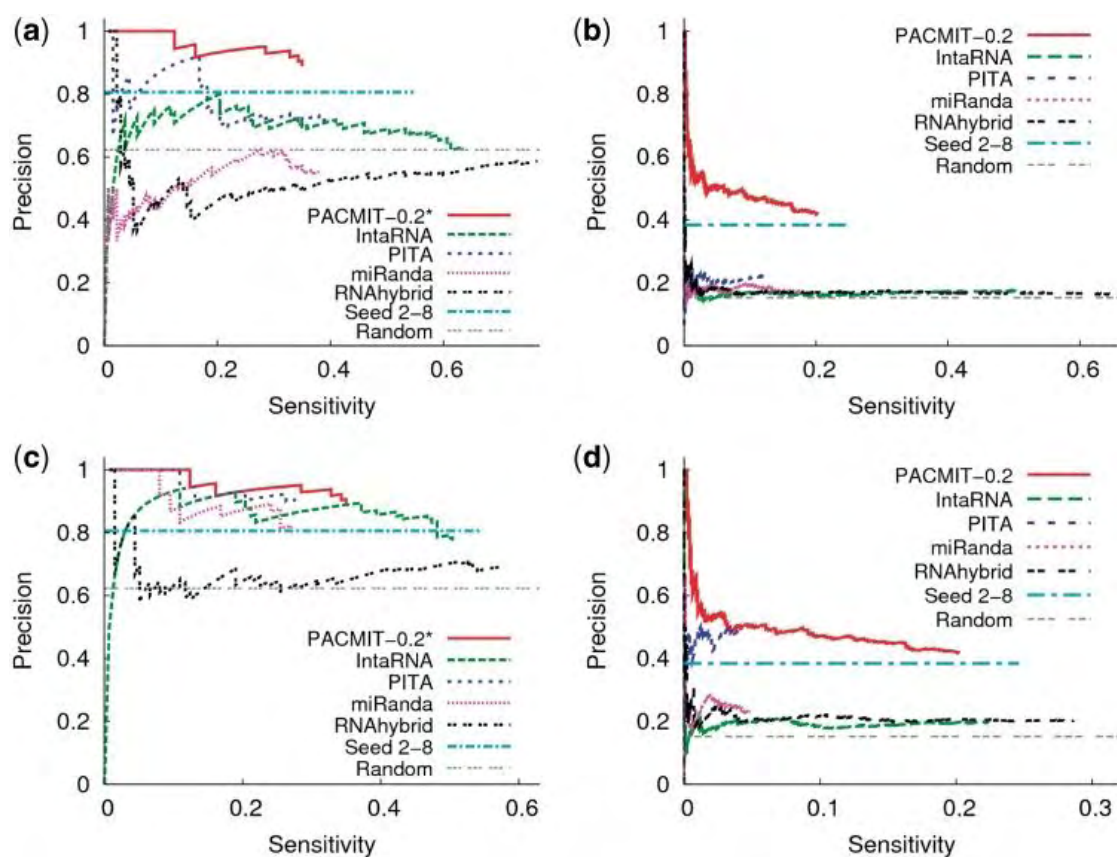 (a)
1
0.8
0.6
0.4
0.2
0
Precision
PACMIT-0.2*
IntaRNA
PITA
miRanda
RNAhybrid
Seed 2-8
Random
0 0.2 0.4 0.6
Sensitivity
(b)
1
0.8
0.6
0.4
0.2
0
Precision
PACMIT-0.2
IntaRNA
PITA
miRanda
RNAhybrid
Seed 2-8
Random
0 0.2 0.4 0.6
Sensitivity
(c)
1
0.8
0.6
0.4
0.2
0
Precision
PACMIT-0.2*
IntaRNA
PITA
miRanda
RNAhybrid
Seed 2-8
Random
0 0.2 0.4 0.6
Sensitivity
(d)
1
0.8
0.6
0.4
0.2
0
Precision
PACMIT-0.2
IntaRNA
PITA
miRanda
RNAhybrid
Seed 2-8
Random
0 0.1 0.2 0.3
Sensitivity